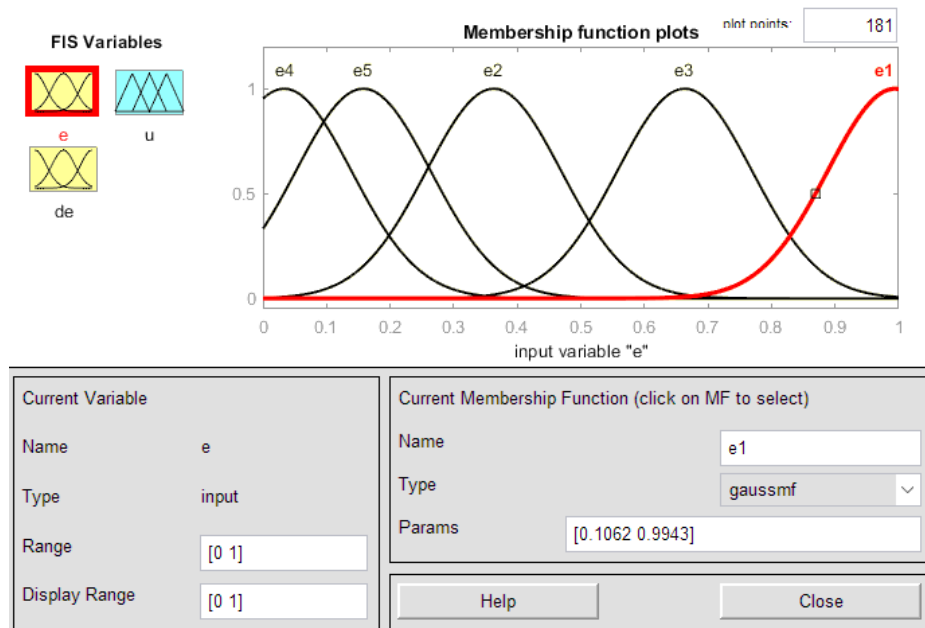 FIS Variables
e
u
de
Membership function plots
plot points:
181
e4
e5
e2
e3
e1
1
0.5
0
0
0.1
0.2
0.3
0.4
0.5
0.6
0.7
0.8
0.9
1
input variable "e"
Current Variable
Name
e
Type
input
Range
[0 1]
Display Range
[0 1]
Current Membership Function (click on MF to select)
Name
e1
Type
gaussmf
Params
[0.1062 0.9943]
Help
Close